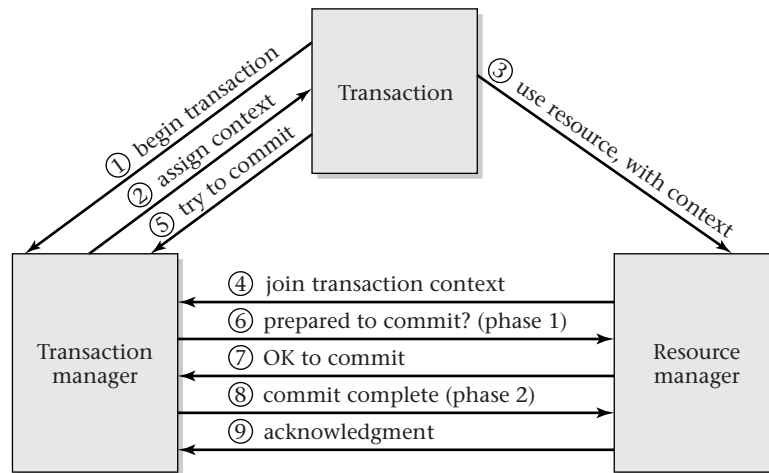 Transaction
① begin transaction
② assign context
⑤ try to commit
③ use resource, with context
④ join transaction context
⑥ prepared to commit? (phase 1)
⑦ OK to commit
⑧ commit complete (phase 2)
⑨ acknowledgment
Transaction
manager
Resource
manager